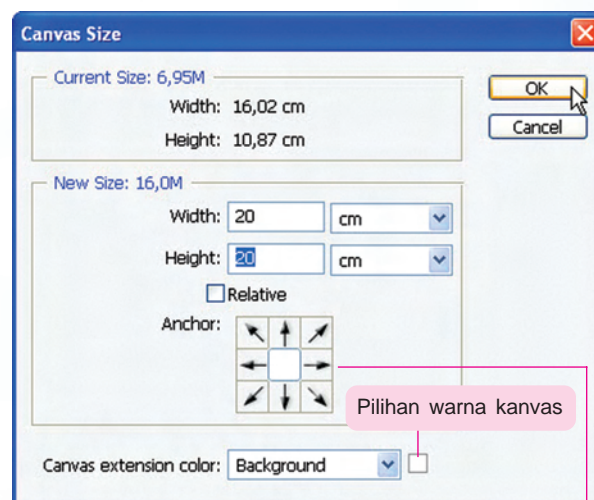 Canvas Size
Current Size: 6,95M
Width: 16,02 cm
Height: 10,87 cm
OK
Cancel
New Size: 16,0M
Width: 20 cm
Height: 20 cm
Relative
Anchor:
Pilihan warna kanvas
Canvas extension color: Background